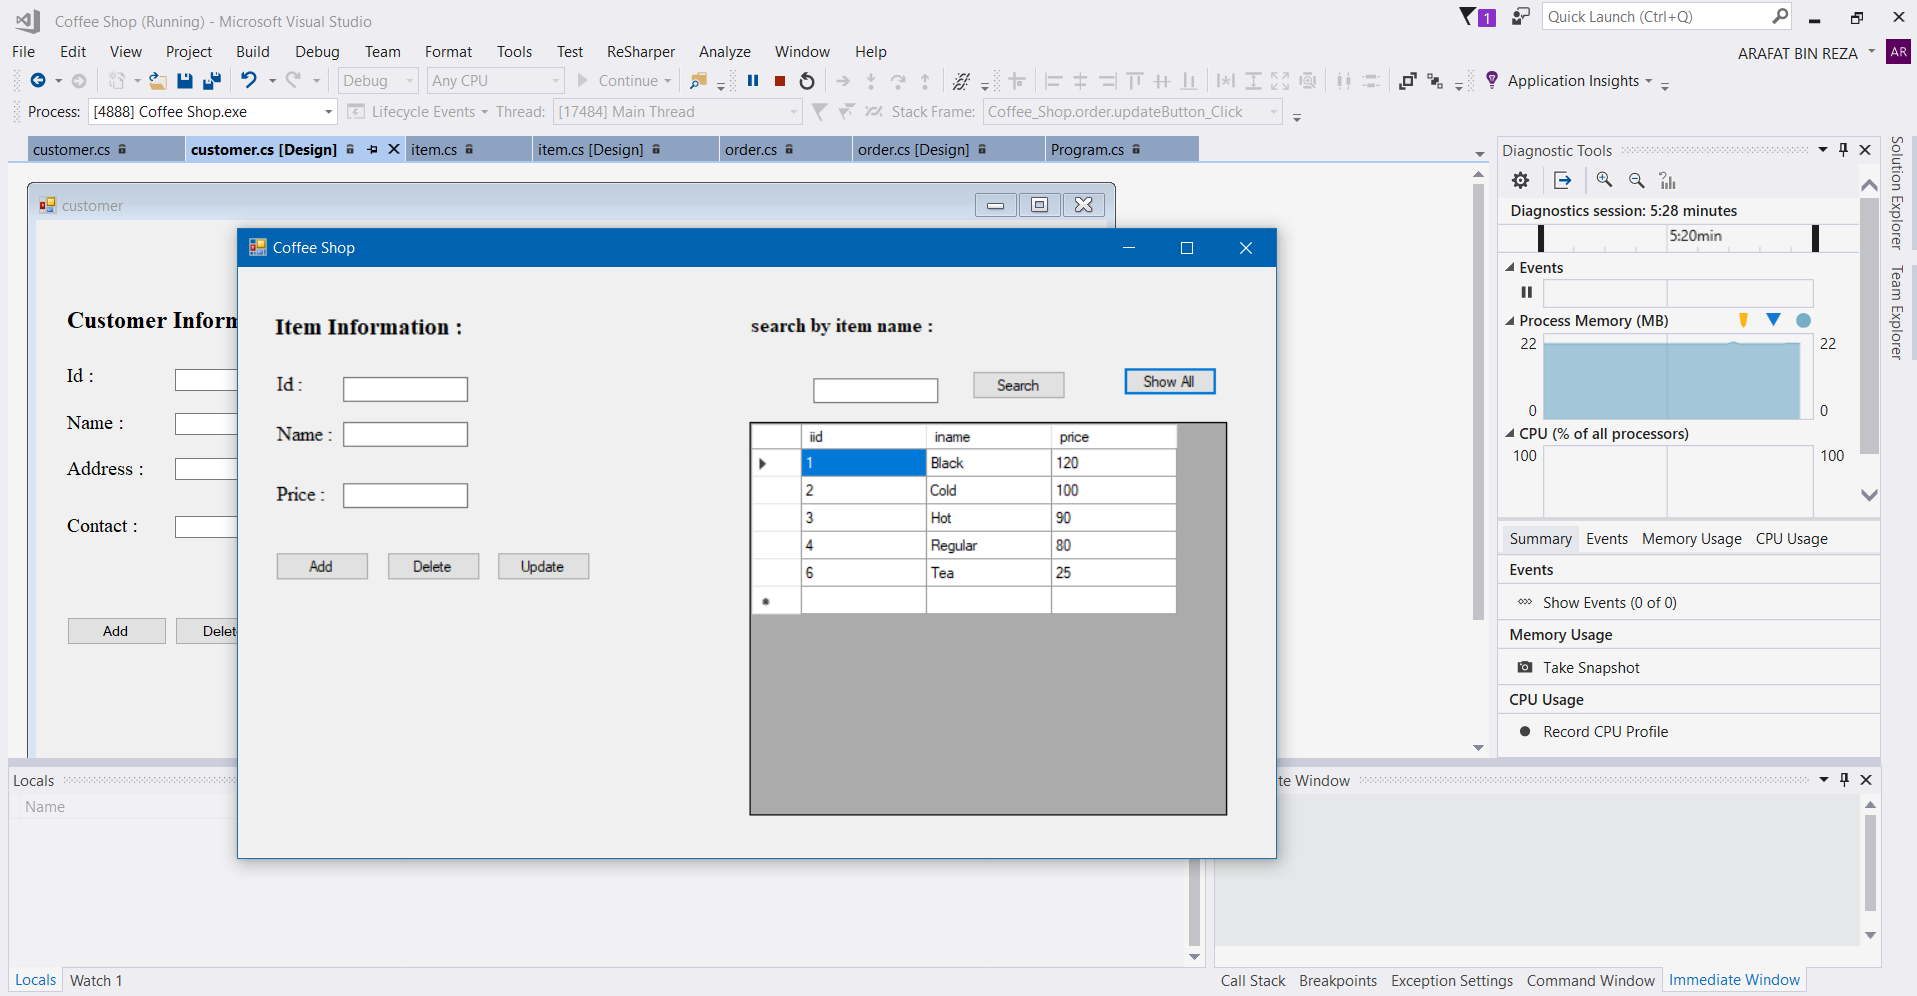 Coffee Shop (Running) - Microsoft Visual Studio
1
Quick Launch (Ctrl+Q)
File Edit View Project Build Debug Team Format Tools Test ReSharper Analyze Window Help
ARAFAT BIN REZA AR
Debug Any CPU Continue Application Insights
Process: [4888] Coffee Shop.exe Lifecycle Events Thread: [17484] Main Thread Stack Frame: Coffee_Shop.order.updateButton_Click
customer.cs customer.cs [Design] item.cs item.cs [Design] order.cs order.cs [Design] Program.cs
customer
Customer Inform
Id :
Name :
Address :
Contact :
Add Delet
Coffee Shop
Item Information :
Id :
Name :
Price :
Add Delete Update
search by item name :
Search Show All
iid iname price
1 Black 120
2 Cold 100
3 Hot 90
4 Regular 80
6 Tea 25
Diagnostic Tools
Diagnostics session: 5:28 minutes
5:20min
Events
Process Memory (MB)
22 22
0 0
CPU (% of all processors)
100 100
Summary Events Memory Usage CPU Usage
Events
Show Events (0 of 0)
Memory Usage
Take Snapshot
CPU Usage
Record CPU Profile
Solution Explorer
Team Explorer
Locals
Name
Locals Watch 1
te Window
Call Stack Breakpoints Exception Settings Command Window Immediate Window